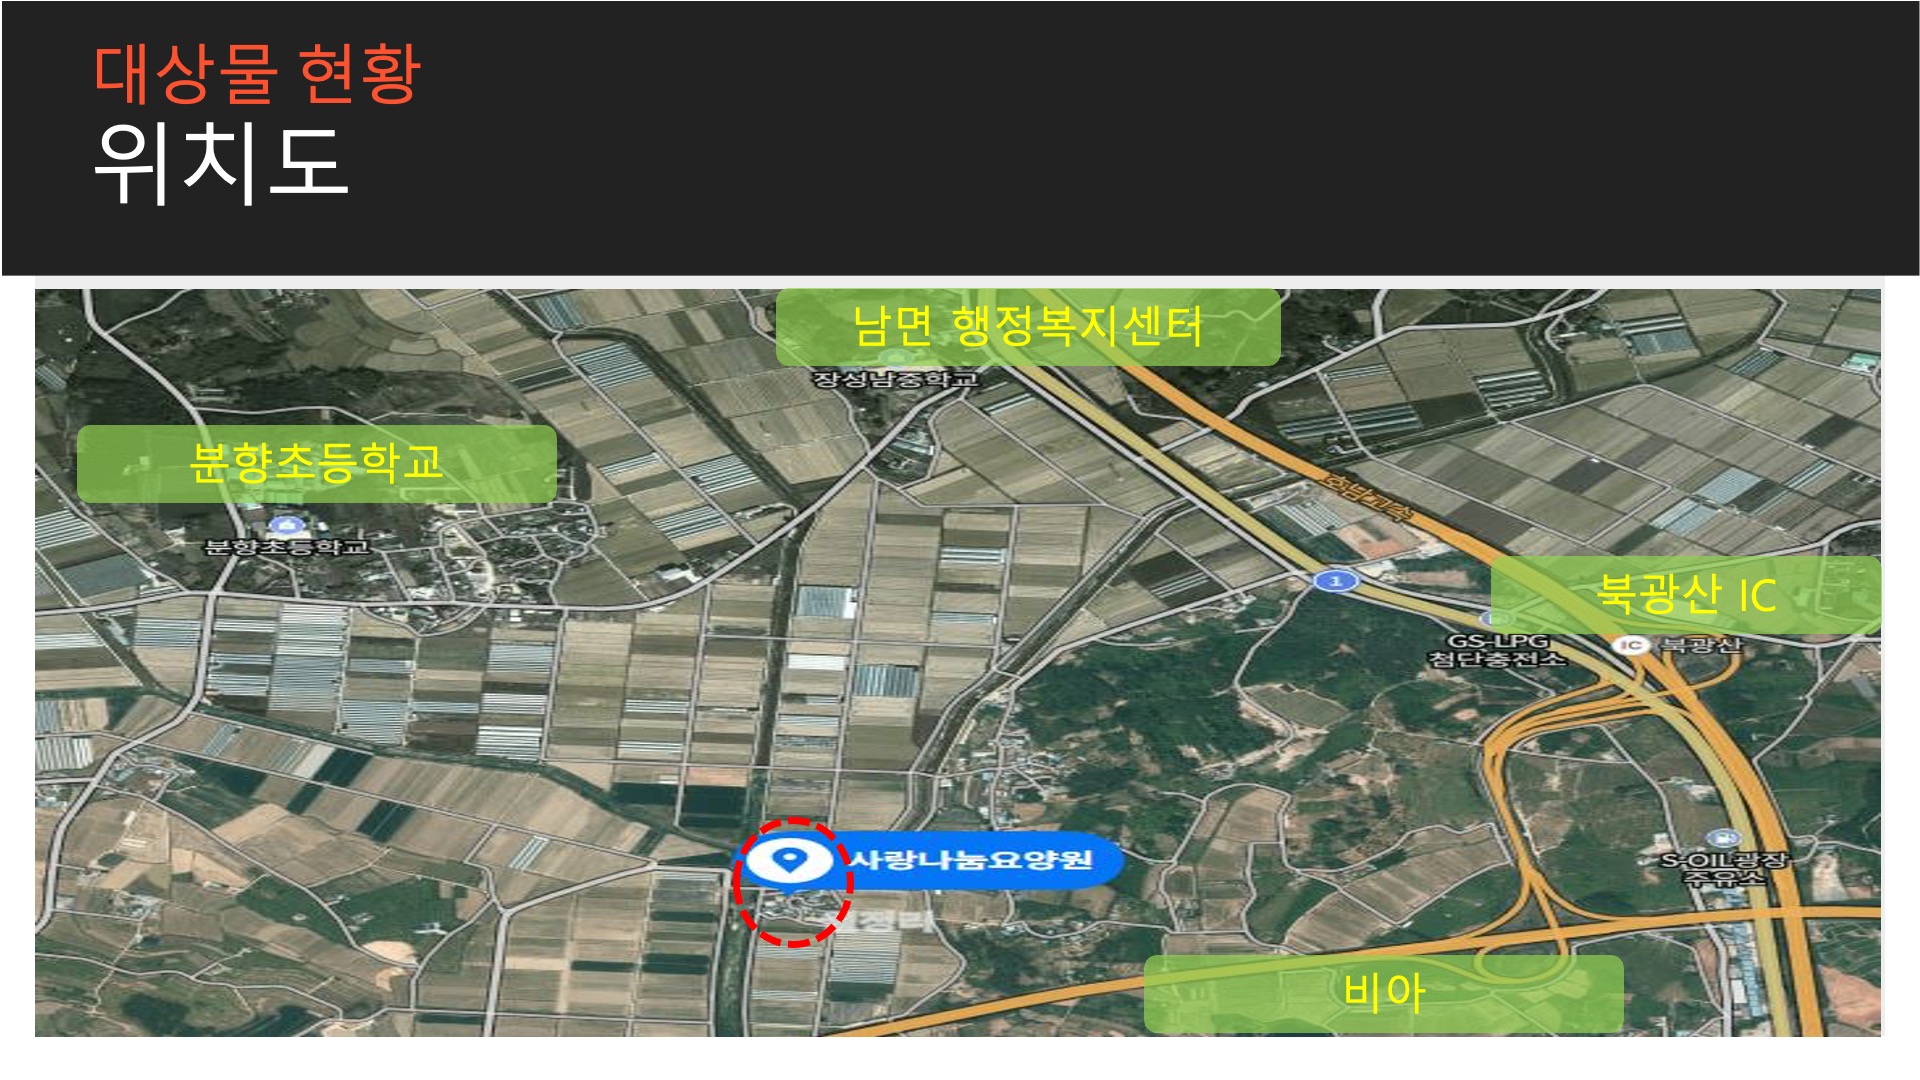 대상물 현황
위치도
남면 행정복지센터
장성남중학교
분향초등학교
분향초등학교
호남고속
1
북광산 IC
GS-LPG
첨단충전소
IC 북광산
사랑나눔요양원
S-OIL광장
주유소
비아